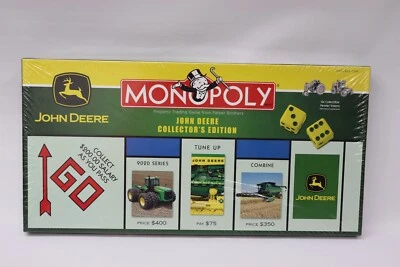 MONOPOLY
JOHN DEERE
JOHN DEERE
COLLECTOR'S EDITION
COLLECT
$200.00 SALARY
AS YOU PASS
GO
9020 SERIES
PRICE $400
TUNE UP
PAY $75
COMBINE
PRICE $350
JOHN DEERE